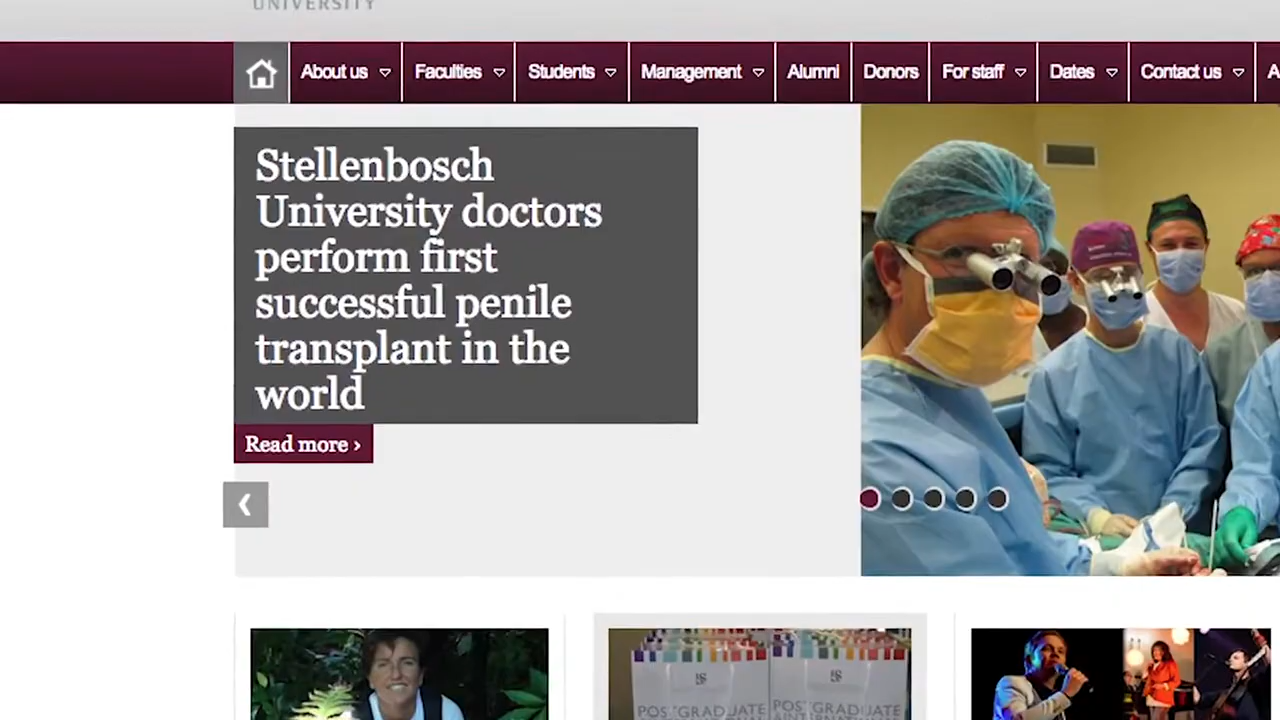 UNIVERSITY
About us
Faculties
Students
Management
Alumni
Donors
For staff
Dates
Contact us
A
Stellenbosch
University doctors
perform first
successful penile
transplant in the
world
Read more ›
POSTGRADUATE
POSTGRADUATE